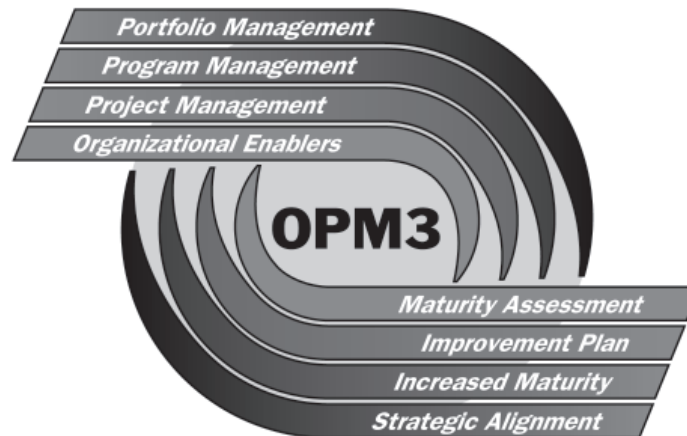 Portfolio Management
Program Management
Project Management
Organizational Enablers
OPM3
Maturity Assessment
Improvement Plan
Increased Maturity
Strategic Alignment